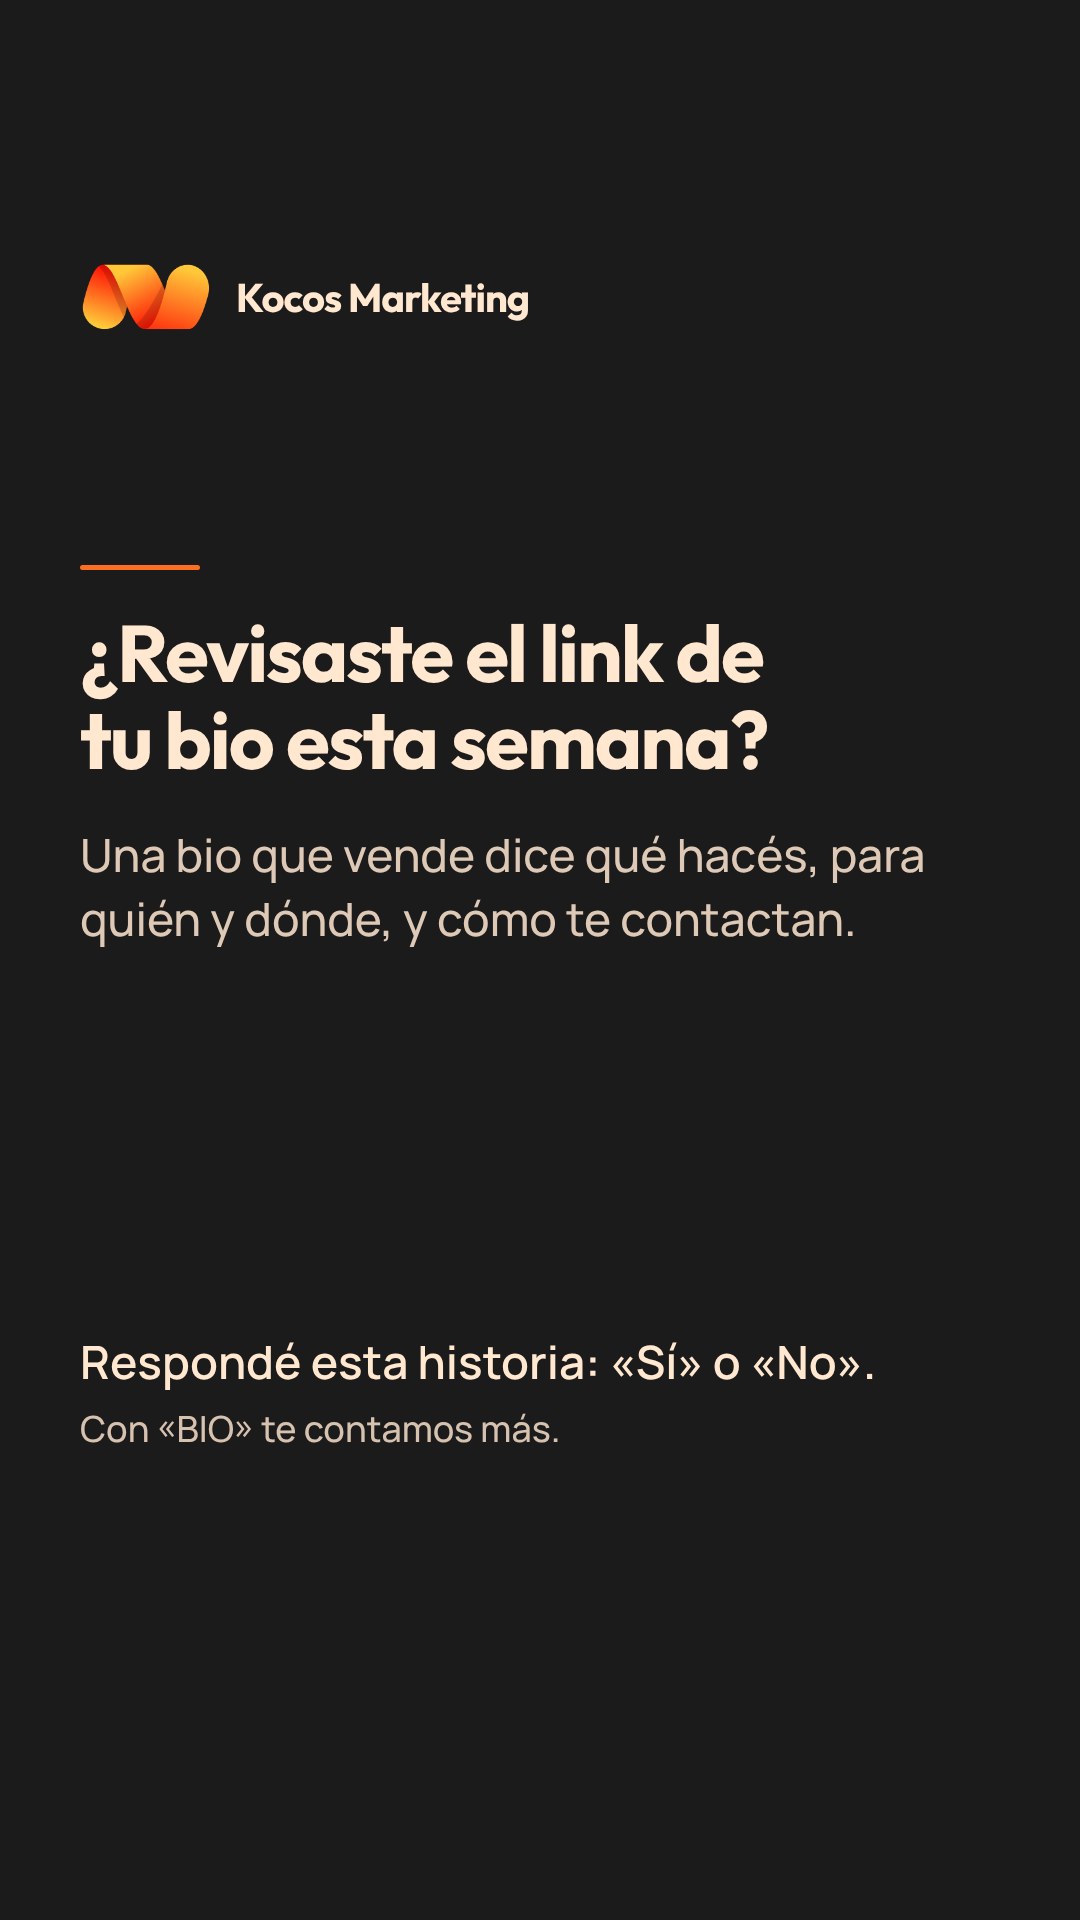 Kocos Marketing
¿Revisaste el link de
tu bio esta semana?
Una bio que vende dice qué hacés, para
quién y dónde, y cómo te contactan.
Respondé esta historia: «Sí» o «No».
Con «BIO» te contamos más.